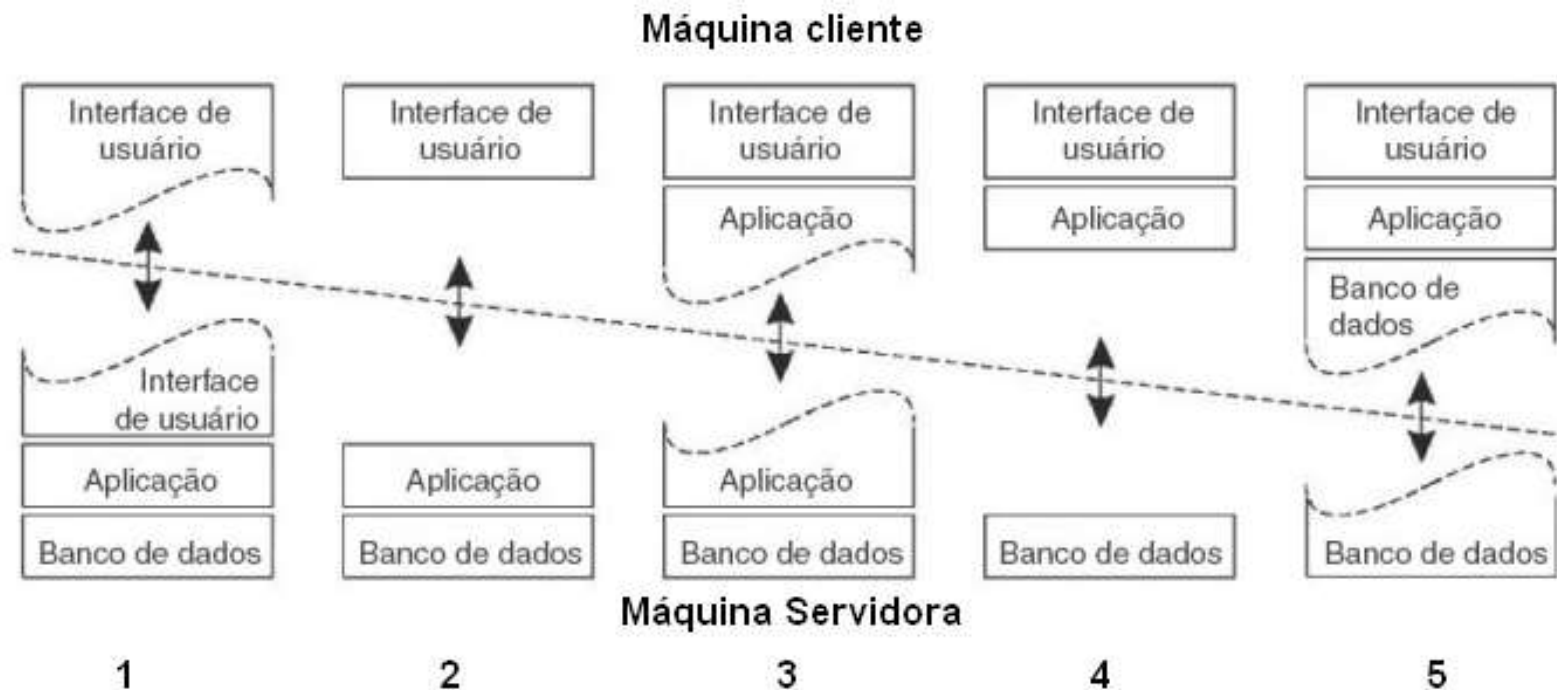 Máquina cliente
Interface de
usuário
Interface de
usuário
Interface de
usuário
Interface de
usuário
Interface de
usuário
Aplicação
Aplicação
Aplicação
Banco de
dados
Interface
de usuário
Aplicação
Aplicação
Aplicação
Banco de dados
Banco de dados
Banco de dados
Banco de dados
Banco de dados
Máquina Servidora
1 2 3 4 5